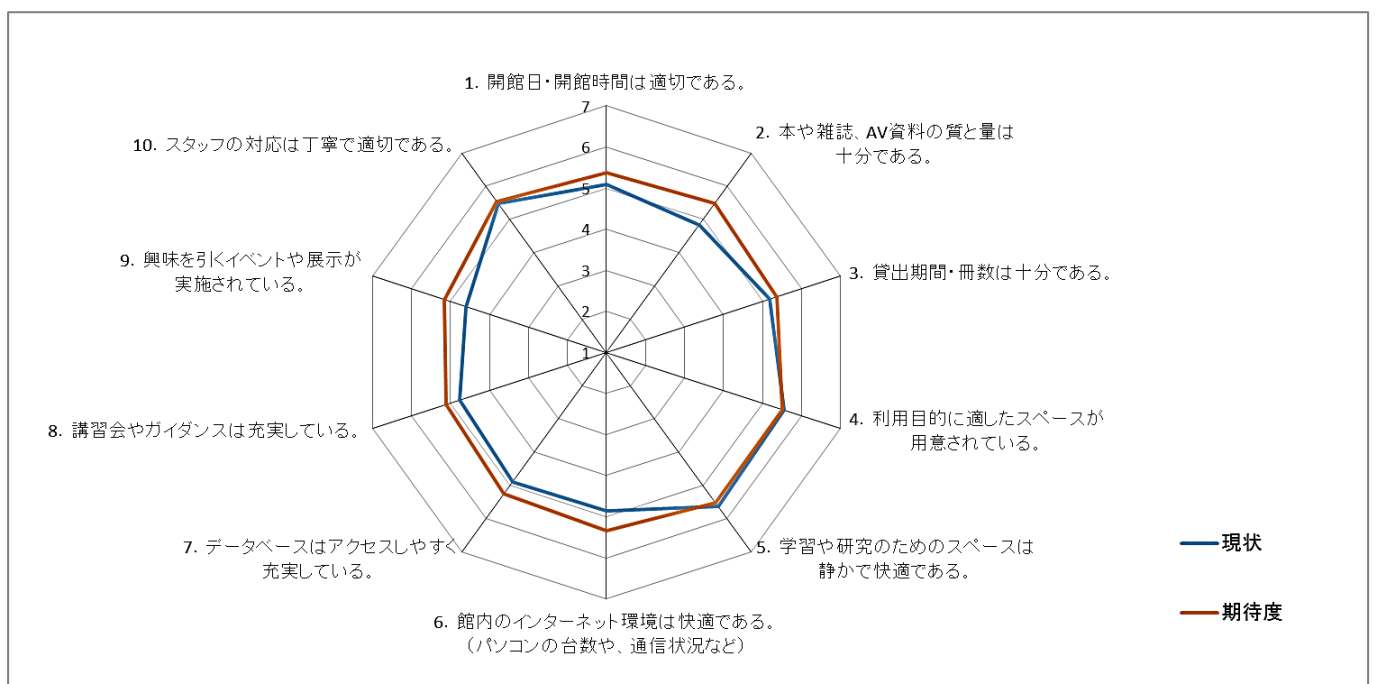 1. 開館日・開館時間は適切である。
7
2. 本や雑誌、AV資料の質と量は
十分である。
10. スタッフの対応は丁寧で適切である。
6
5
4
9. 興味を引くイベントや展示が
実施されている。
3. 貸出期間・冊数は十分である。
3
2
1
8. 講習会やガイダンスは充実している。
4. 利用目的に適したスペースが
用意されている。
7. データベースはアクセスしやすく
充実している。
5. 学習や研究のためのスペースは
静かで快適である。
現状
6. 館内のインターネット環境は快適である。
（パソコンの台数や、通信状況など）
期待度